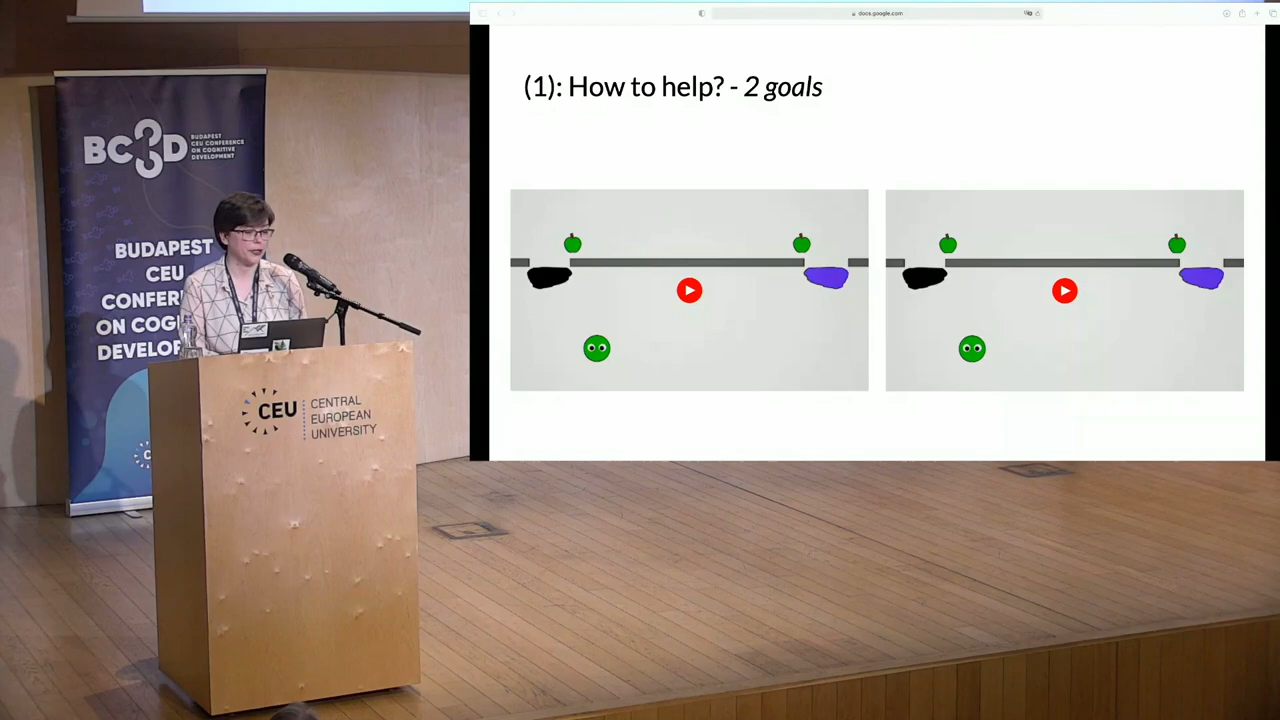 docs.google.com
(1): How to help? - 2 goals
BC3D
BUDAPEST
CEU CONFERENCE
ON COGNITIVE
DEVELOPMENT
BUDAPEST
CEU
CONFER
ON COG
DEVELOP
CEU
CENTRAL
EUROPEAN
UNIVERSITY